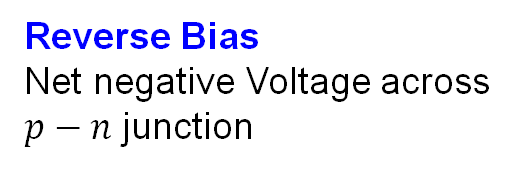 Reverse Bias
Net negative Voltage across
p − n junction